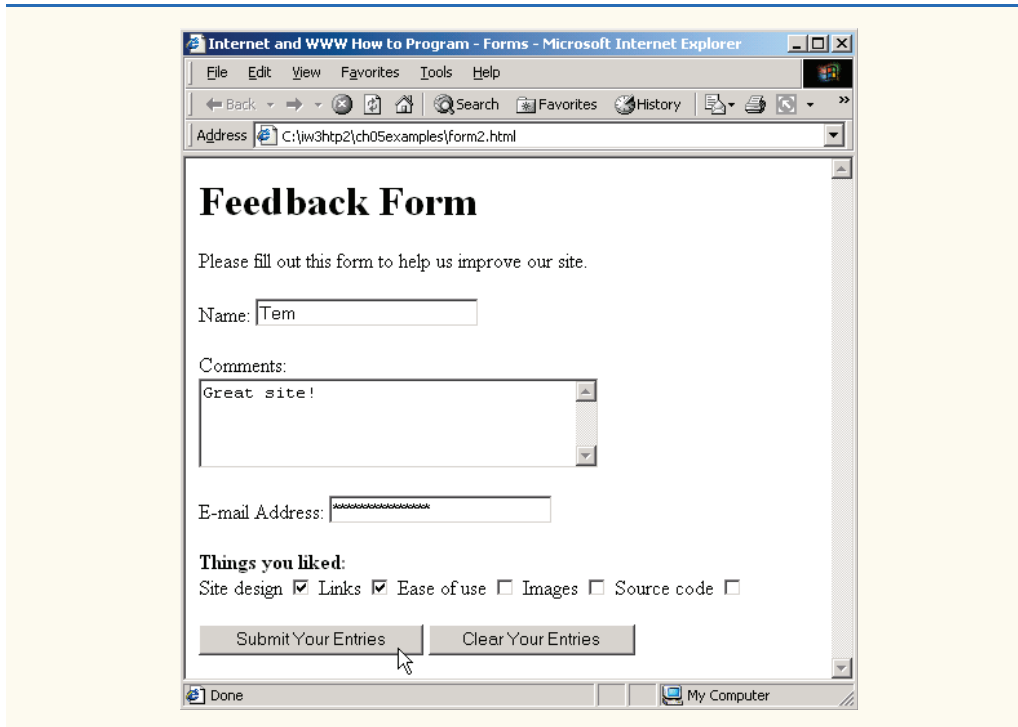 Internet and WWW How to Program - Forms - Microsoft Internet Explorer
File Edit View Favorites Tools Help
Back Search Favorites History »
Address C:\iw3htp2\ch05examples\form2.html
Feedback Form
Please fill out this form to help us improve our site.
Name: Tem
Comments:
Great site!
E-mail Address: ****************
Things you liked:
Site design Links Ease of use Images Source code
Submit Your Entries Clear Your Entries
Done My Computer